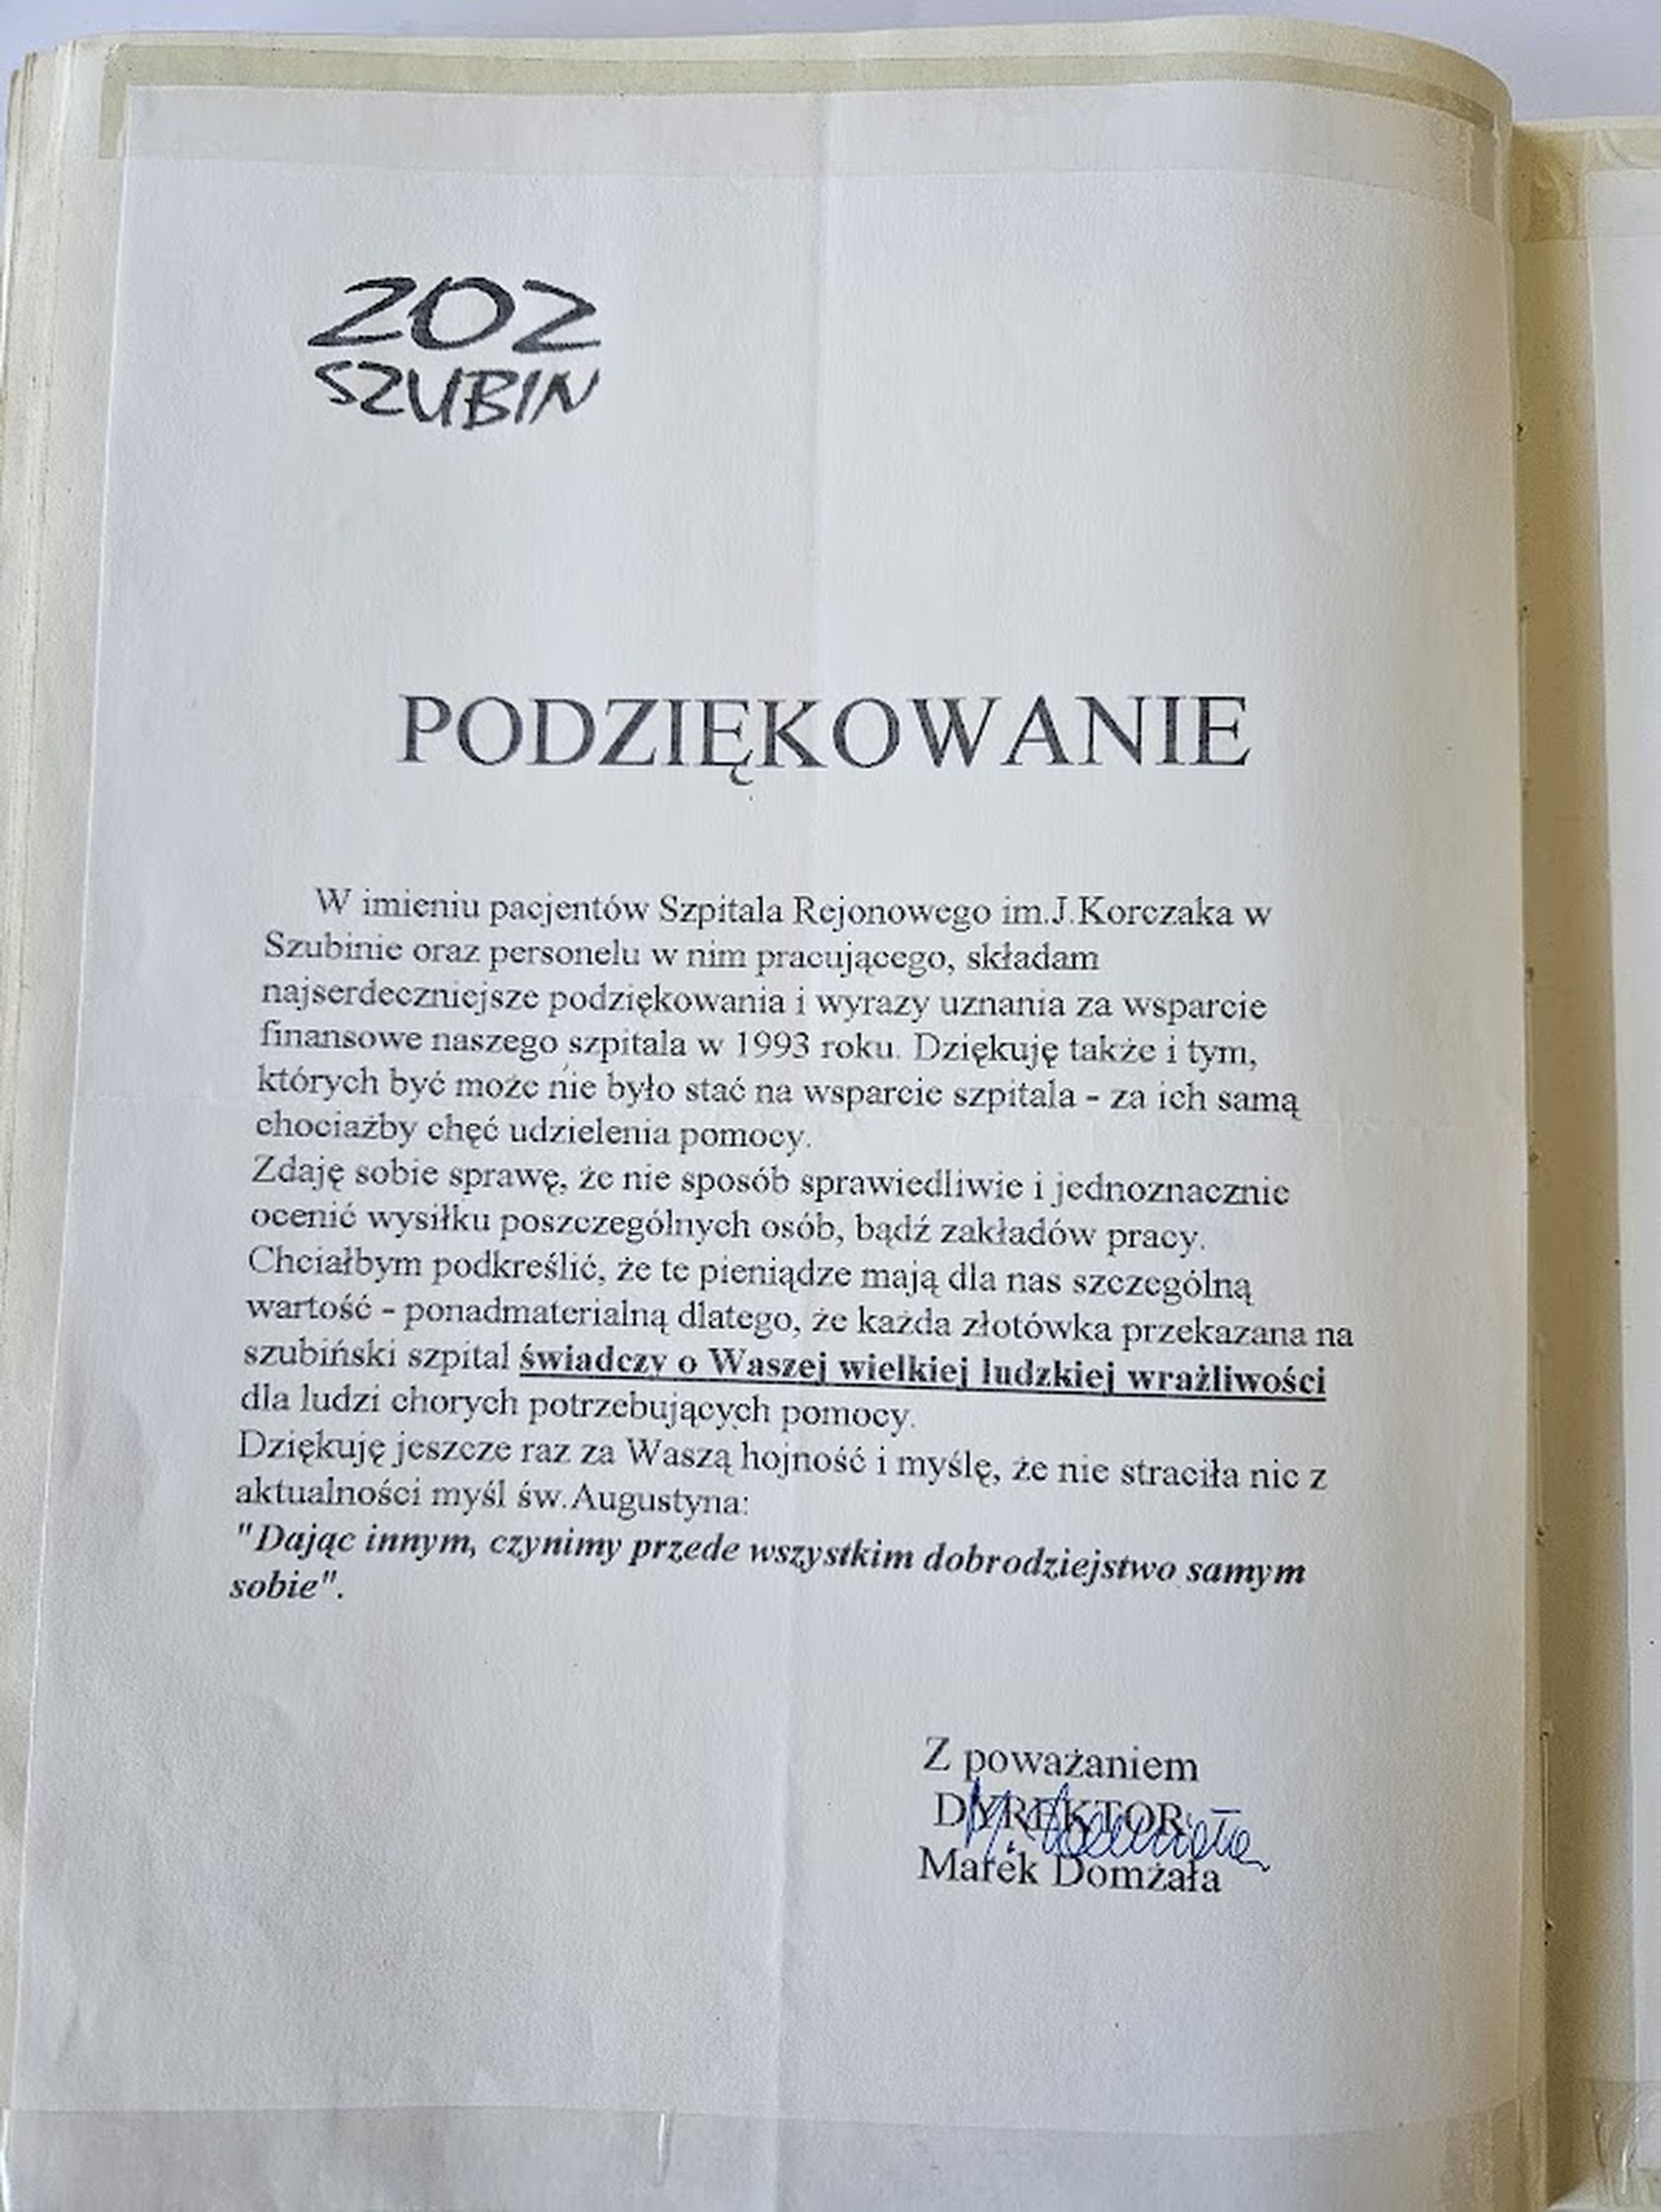 ZOZ
SZUBIN
PODZIĘKOWANIE
W imieniu pacjentów Szpitala Rejonowego im.J.Korczaka w
Szubinie oraz personelu w nim pracującego, składam
najserdeczniejsze podziękowania i wyrazy uznania za wsparcie
finansowe naszego szpitala w 1993 roku. Dziękuję także i tym,
których być może nie było stać na wsparcie szpitala - za ich samą
chociażby chęć udzielenia pomocy.
Zdaję sobie sprawę, że nie sposób sprawiedliwie i jednoznacznie
ocenić wysiłku poszczególnych osób, bądź zakładów pracy.
Chciałbym podkreślić, że te pieniądze mają dla nas szczególną
wartość - ponadmaterialną dlatego, że każda złotówka przekazana na
szubiński szpital świadczy o Waszej wielkiej ludzkiej wrażliwości
dla ludzi chorych potrzebujących pomocy.
Dziękuję jeszcze raz za Waszą hojność i myślę, że nie straciła nic z
aktualności myśl św.Augustyna:
"Dając innym, czynimy przede wszystkim dobrodziejstwo samym
sobie".
Z poważaniem
DYREKTOR
M. Domżała
Marek Domżała